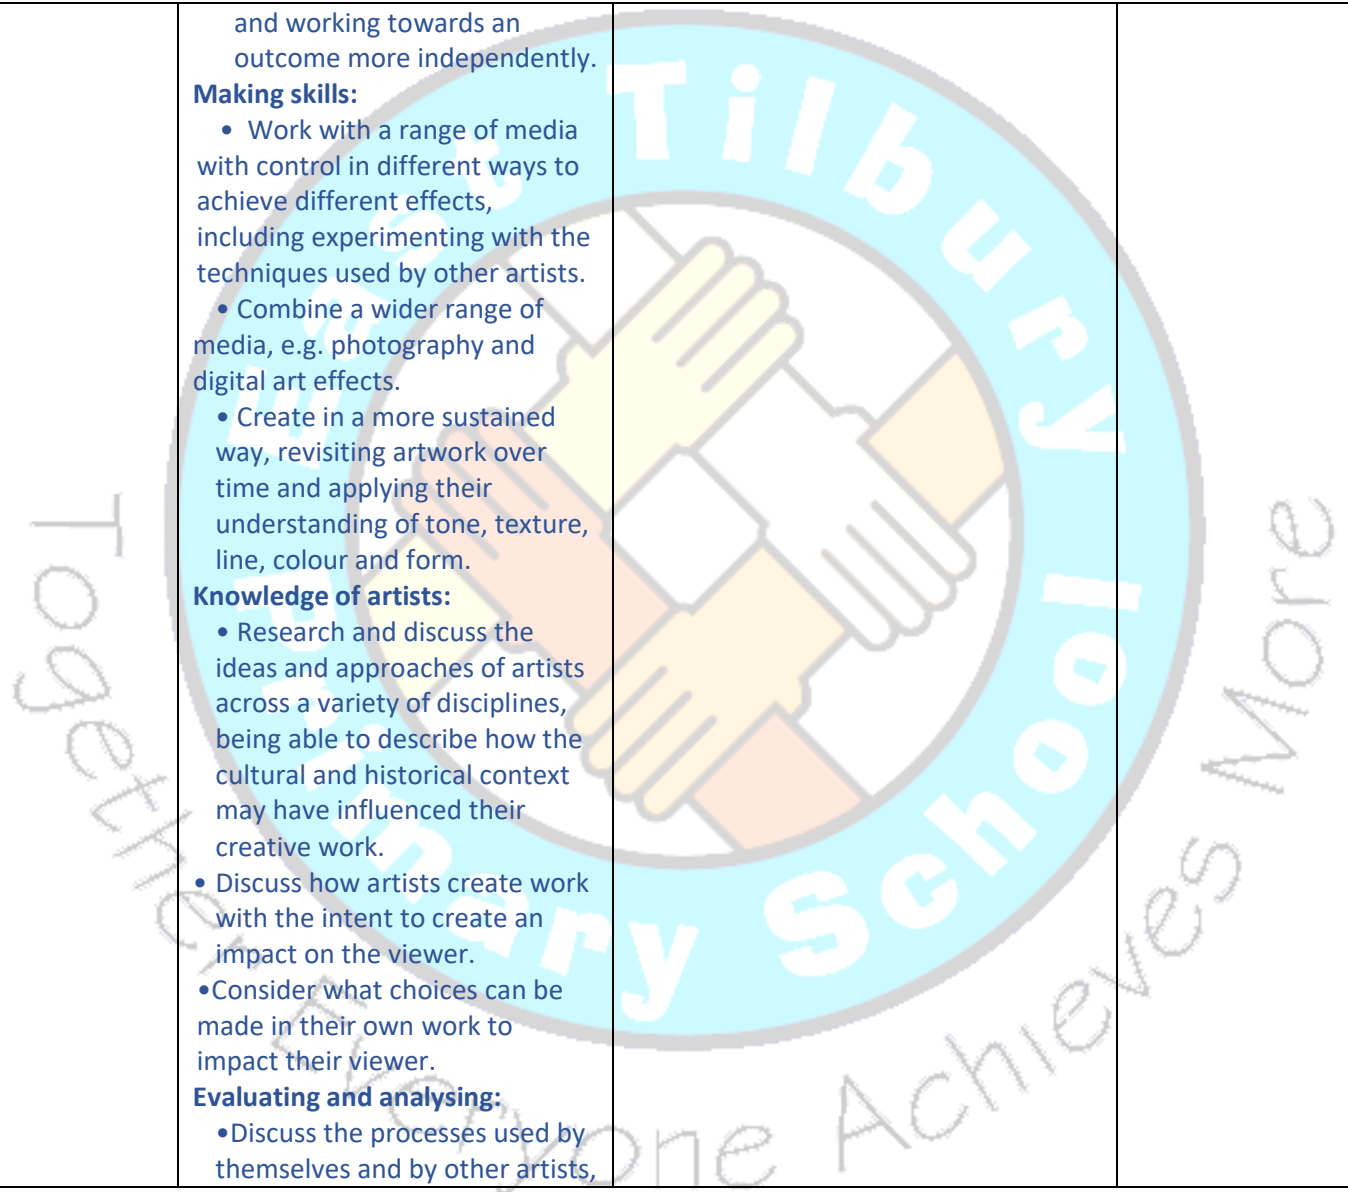 and working towards an
outcome more independently.
Making skills:
• Work with a range of media
with control in different ways to
achieve different effects,
including experimenting with the
techniques used by other artists.
• Combine a wider range of
media, e.g. photography and
digital art effects.
• Create in a more sustained
way, revisiting artwork over
time and applying their
understanding of tone, texture,
line, colour and form.
Knowledge of artists:
• Research and discuss the
ideas and approaches of artists
across a variety of disciplines,
being able to describe how the
cultural and historical context
may have influenced their
creative work.
• Discuss how artists create work
with the intent to create an
impact on the viewer.
•Consider what choices can be
made in their own work to
impact their viewer.
Evaluating and analysing:
•Discuss the processes used by
themselves and by other artists,
East Tilbury
Primary School
Together Everyone Achieves More